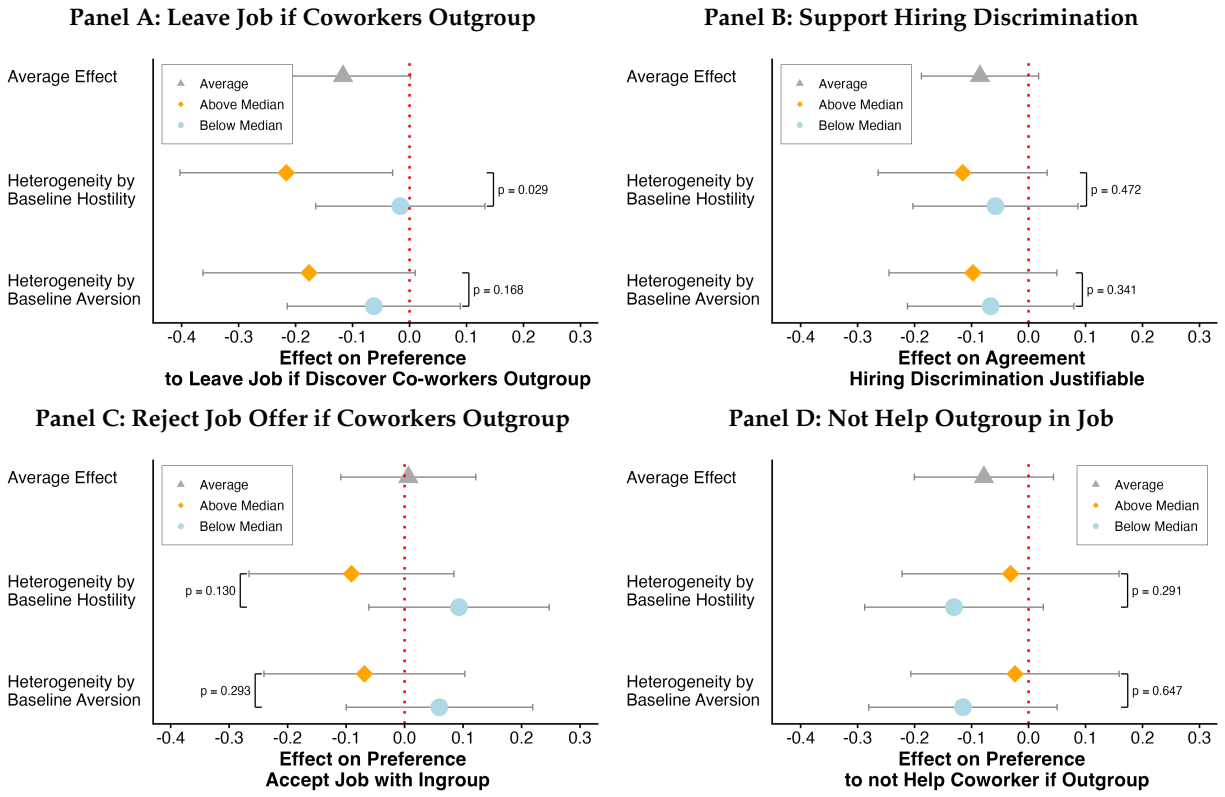 Panel A: Leave Job if Coworkers Outgroup
Average Effect
Average
Above Median
Below Median
Heterogeneity by
Baseline Hostility
p = 0.029
Heterogeneity by
Baseline Aversion
p = 0.168
-0.4 -0.3 -0.2 -0.1 0.0 0.1 0.2 0.3
Effect on Preference
to Leave Job if Discover Co-workers Outgroup
Panel B: Support Hiring Discrimination
Average Effect
Average
Above Median
Below Median
Heterogeneity by
Baseline Hostility
p = 0.472
Heterogeneity by
Baseline Aversion
p = 0.341
-0.4 -0.3 -0.2 -0.1 0.0 0.1 0.2 0.3
Effect on Agreement
Hiring Discrimination Justifiable
Panel C: Reject Job Offer if Coworkers Outgroup
Average Effect
Average
Above Median
Below Median
Heterogeneity by
Baseline Hostility
p = 0.130
Heterogeneity by
Baseline Aversion
p = 0.293
-0.4 -0.3 -0.2 -0.1 0.0 0.1 0.2 0.3
Effect on Preference
Accept Job with Ingroup
Panel D: Not Help Outgroup in Job
Average Effect
Average
Above Median
Below Median
Heterogeneity by
Baseline Hostility
p = 0.291
Heterogeneity by
Baseline Aversion
p = 0.647
-0.4 -0.3 -0.2 -0.1 0.0 0.1 0.2 0.3
Effect on Preference
to not Help Coworker if Outgroup